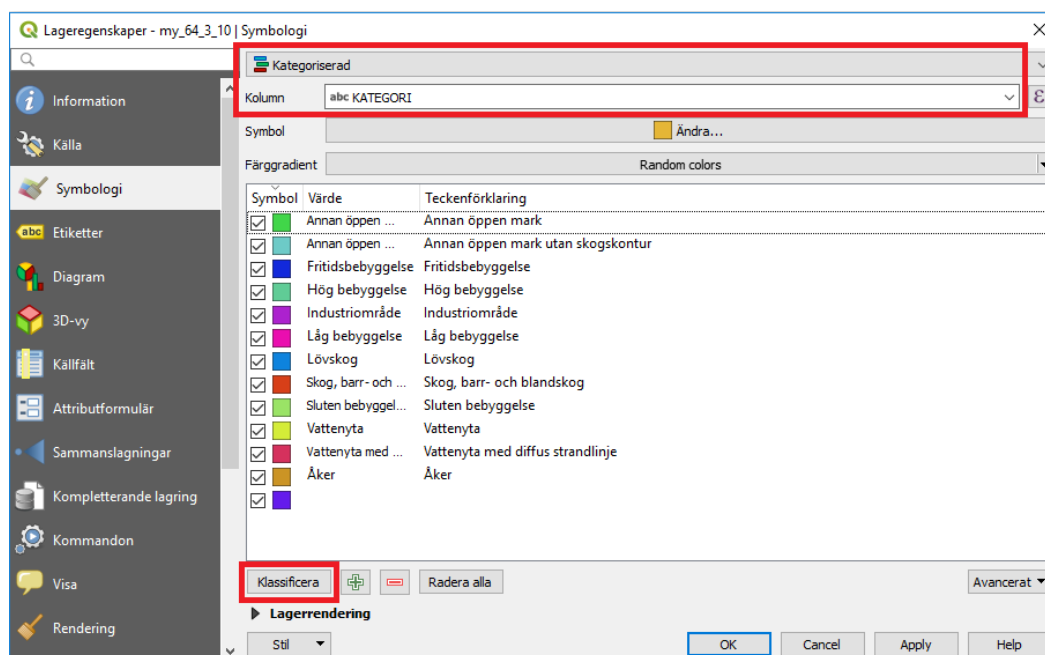 Lageregenskaper - my_64_3_10 | Symbologi
Kategoriserad
Information
Kolumn abc KATEGORI ε
Källa
Symbol Ändra...
Färggradient Random colors
Symbologi
Symbol Värde Teckenförklaring
Annan öppen ... Annan öppen mark
abc Etiketter
Annan öppen ... Annan öppen mark utan skogskontur
Fritidsbebyggelse Fritidsbebyggelse
Diagram
Hög bebyggelse Hög bebyggelse
Industriområde Industriområde
3D-vy
Låg bebyggelse Låg bebyggelse
Källfält
Lövskog Lövskog
Skog, barr- och ... Skog, barr- och blandskog
Attributformulär
Sluten bebyggel... Sluten bebyggelse
Vattenyta Vattenyta
Sammanslagningar
Vattenyta med ... Vattenyta med diffus strandlinje
Åker Åker
Kompletterande lagring
Kommandon
Klassificera Radera alla Avancerat
Visa
Lagerrendering
Rendering
Stil OK Cancel Apply Help